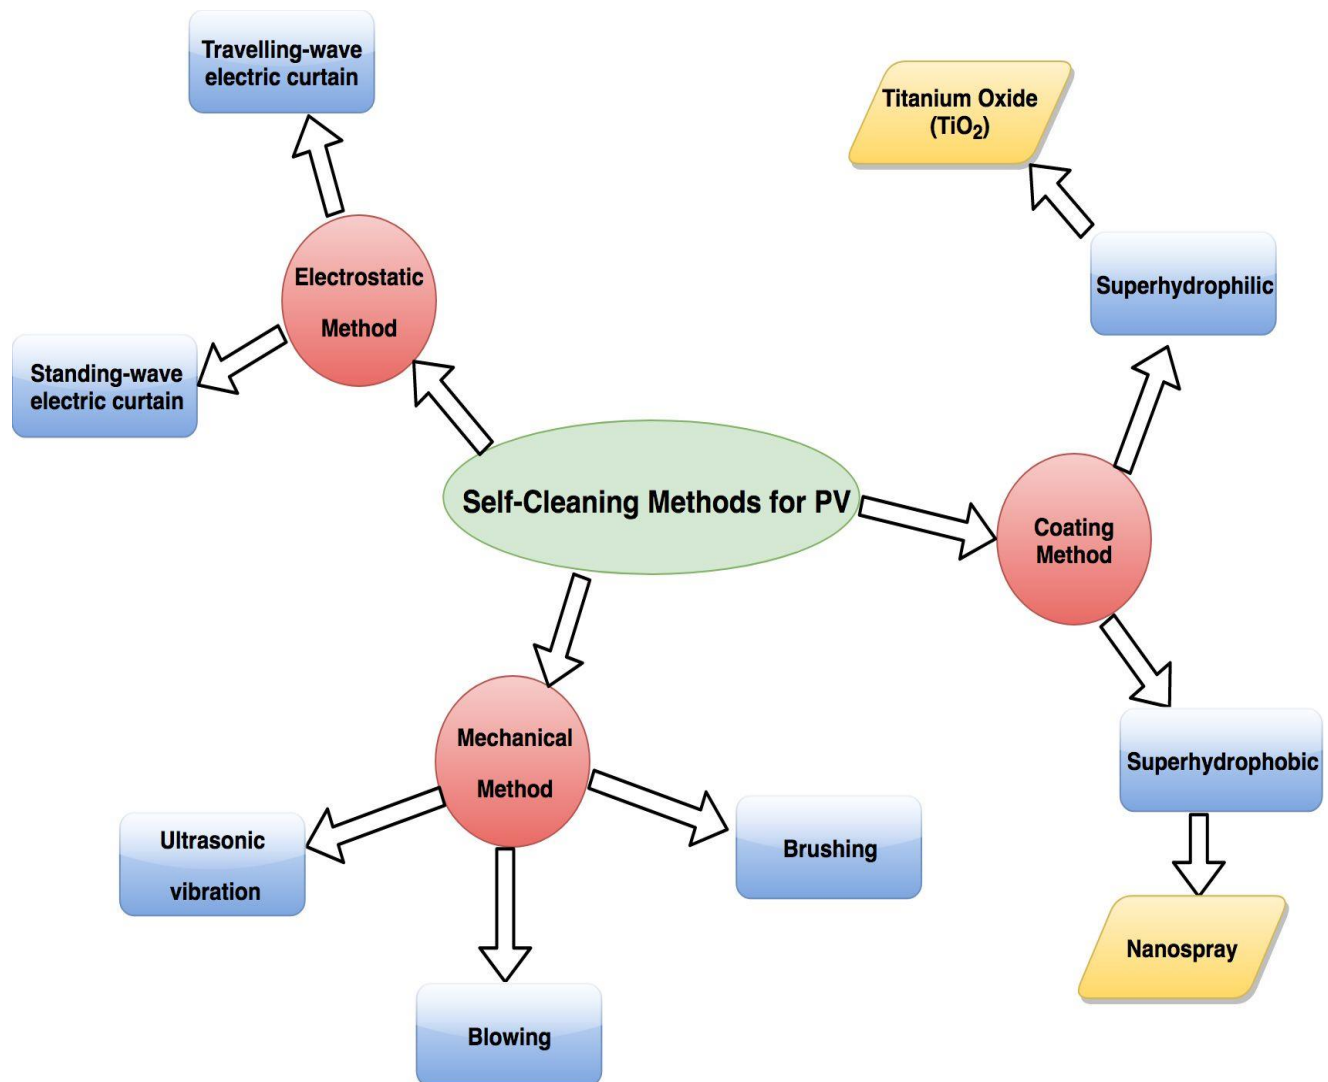 Travelling-wave
electric curtain
Titanium Oxide
(TiO₂)
Superhydrophilic
Electrostatic
Method
Standing-wave
electric curtain
Self-Cleaning Methods for PV
Coating
Method
Mechanical
Method
Superhydrophobic
Ultrasonic
vibration
Brushing
Nanospray
Blowing